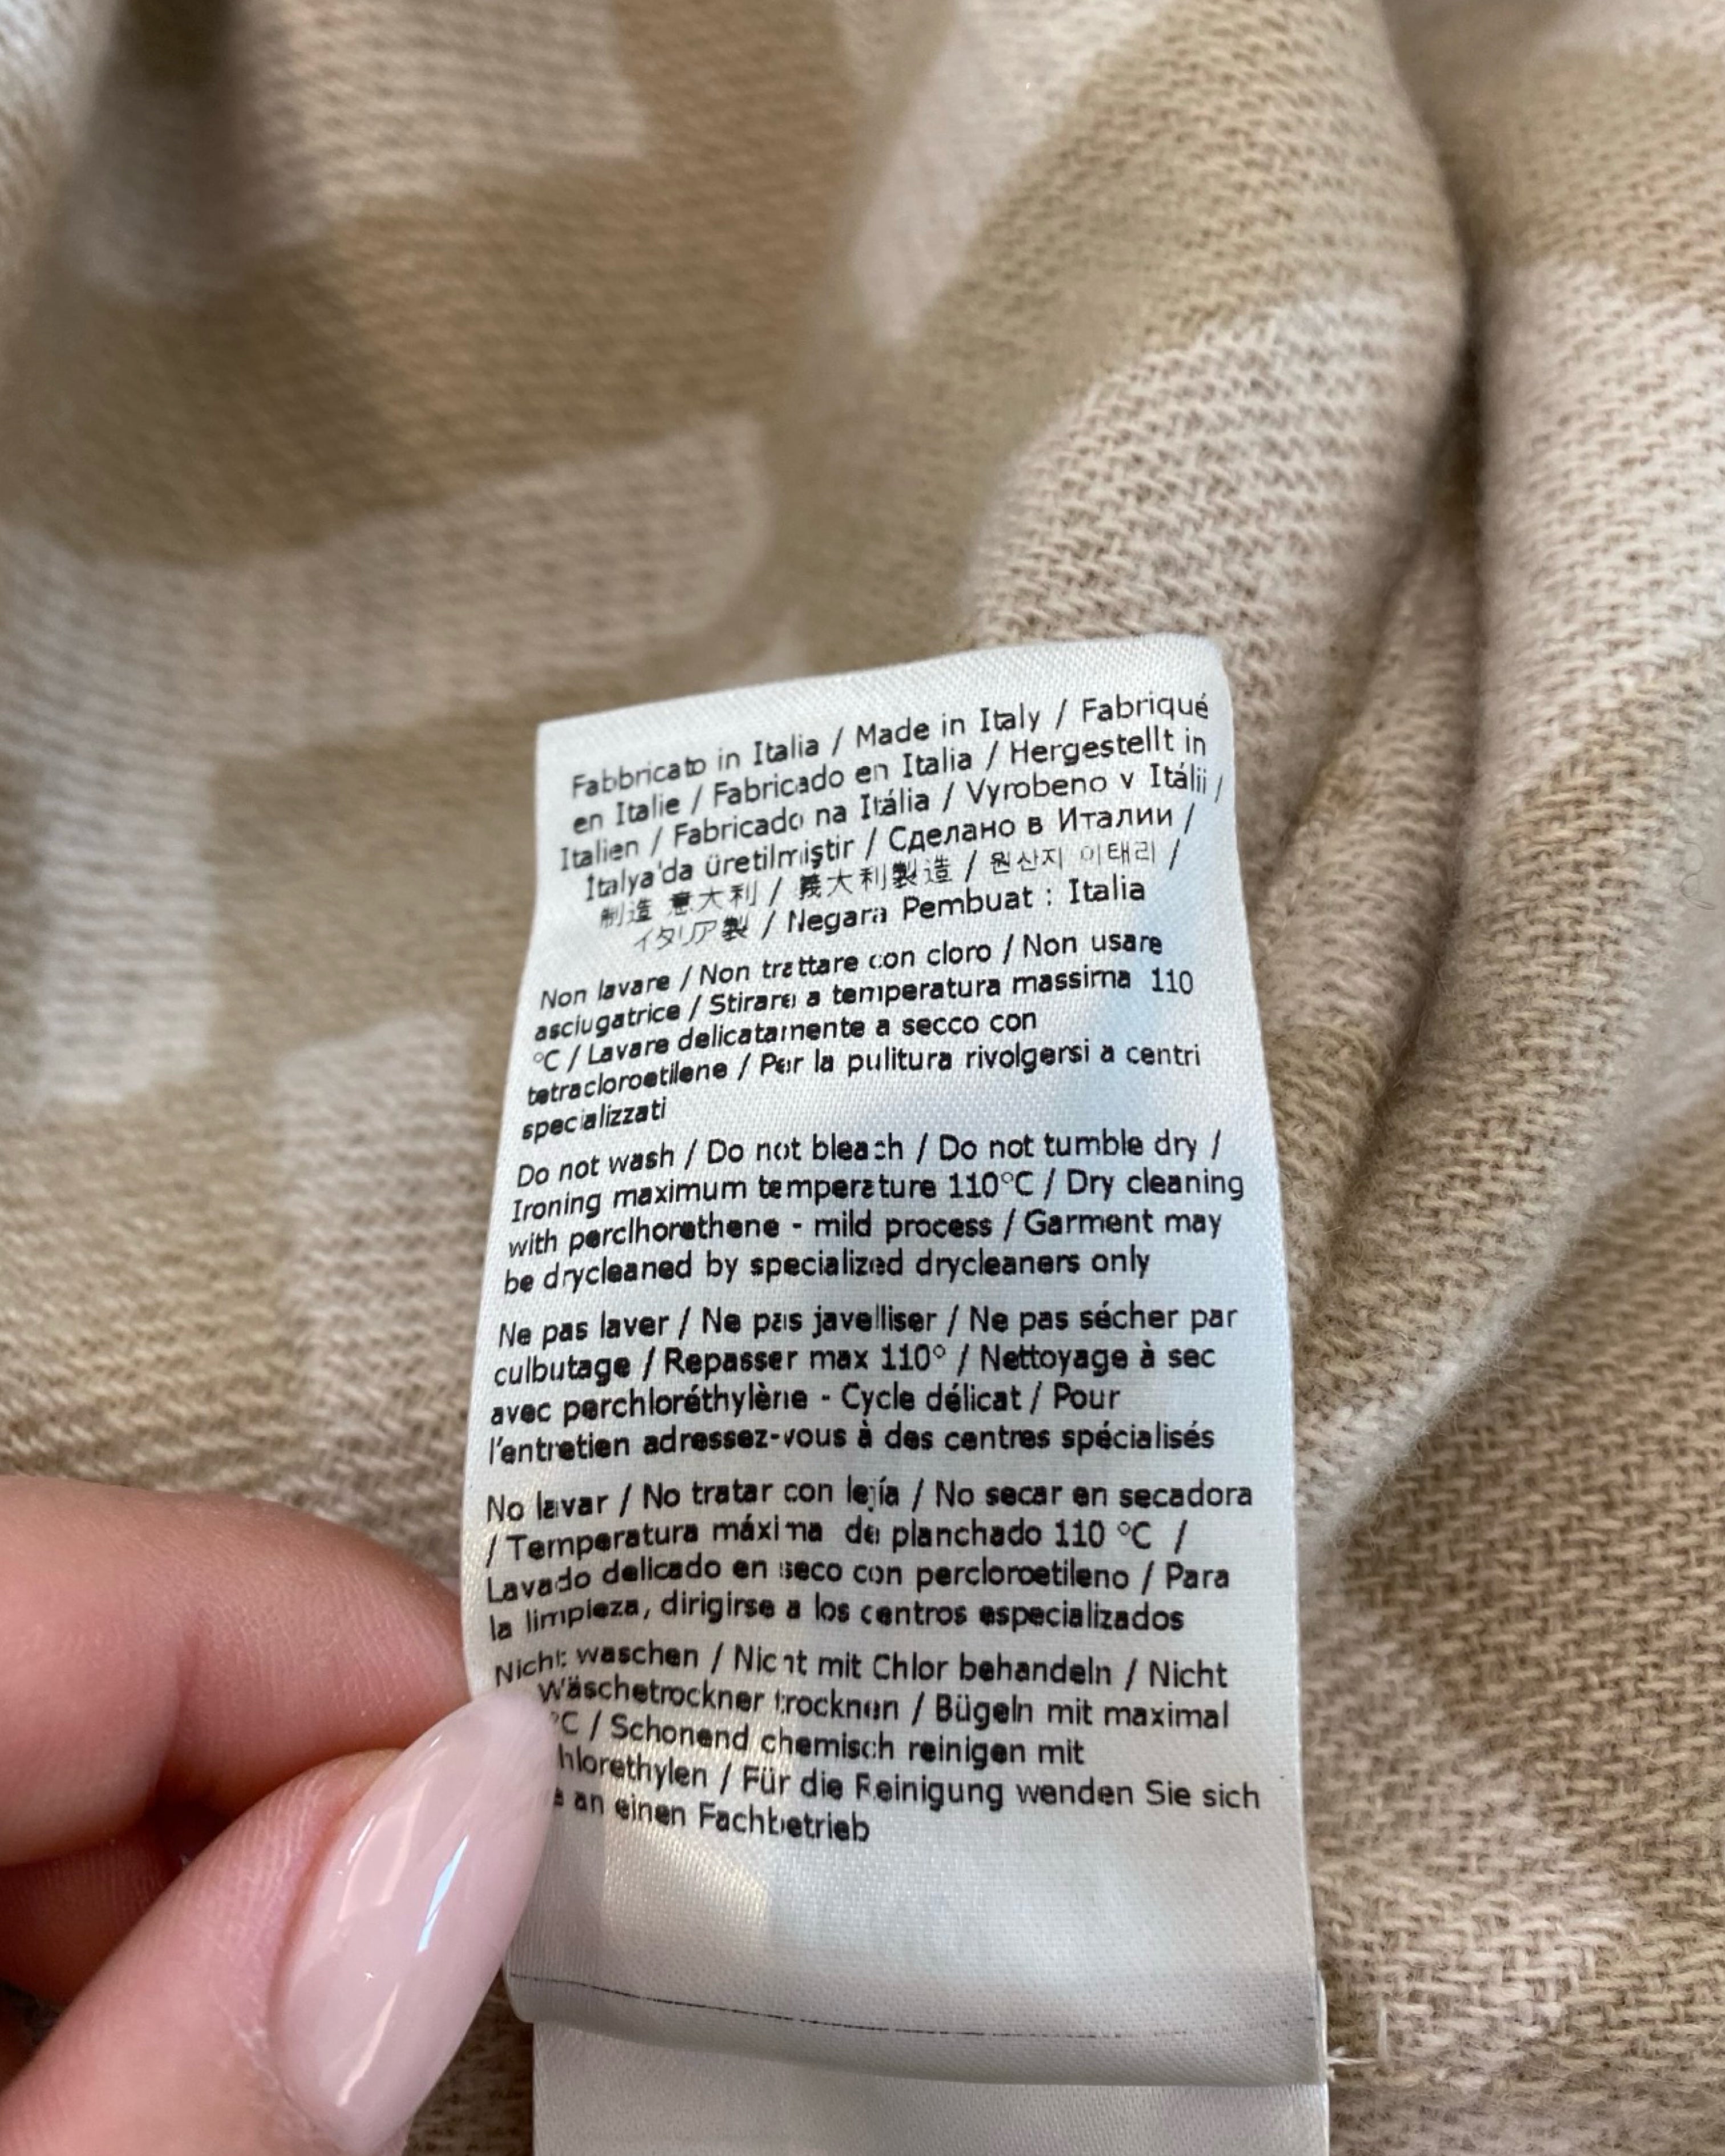 Fabbricato in Italia / Made in Italy / Fabriqué
en Italie / Fabricado en Italia / Hergestellt in
Italien / Fabricado na Itália / Vyrobeno v Itálii /
Italya'da üretilmiştir / Сделано в Италии /
制造 意大利 / 義大利製造 / 원산지 이태리 /
イタリア製 / Negara Pembuat : Italia
Non lavare / Non trattare con cloro / Non usare
asciugatrice / Stirare a temperatura massima 110
°C / Lavare delicatamente a secco con
tetracloroetilene / Per la pulitura rivolgersi a centri
specializzati
Do not wash / Do not bleach / Do not tumble dry /
Ironing maximum temperature 110°C / Dry cleaning
with perclhorethene - mild process / Garment may
be drycleaned by specialized drycleaners only
Ne pas laver / Ne pas javelliser / Ne pas sécher par
culbutage / Repasser max 110° / Nettoyage à sec
avec perchloréthylène - Cycle délicat / Pour
l'entretien adressez-vous à des centres spécialisés
No lavar / No tratar con lejía / No secar en secadora
/ Temperatura máxima de planchado 110 °C /
Lavado delicado en seco con percloroetileno / Para
la limpieza, dirigirse a los centros especializados
Nicht waschen / Nicht mit Chlor behandeln / Nicht
Wäschetrockner trocknen / Bügeln mit maximal
°C / Schonend chemisch reinigen mit
hlorethylen / Für die Reinigung wenden Sie sich
an einen Fachbetrieb